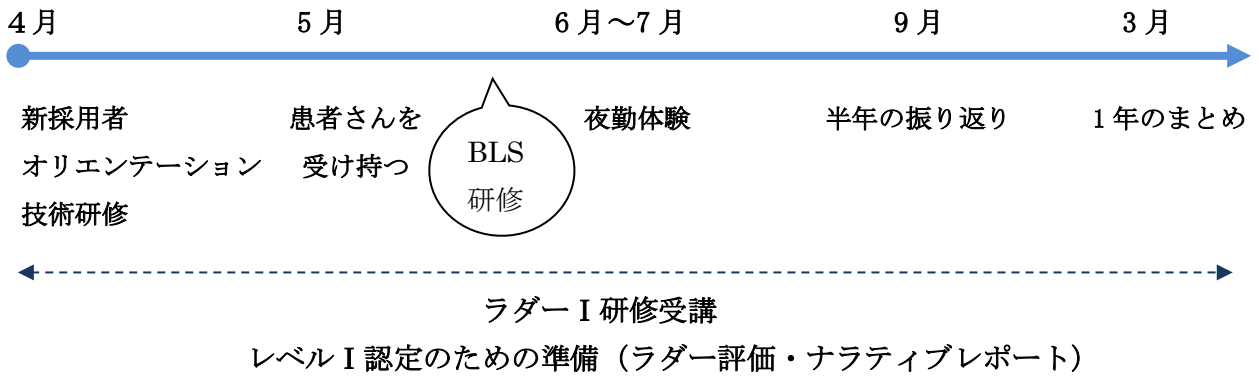 4月 5月 6月～7月 9月 3月
新採用者 患者さんを 夜勤体験 半年の振り返り 1年のまとめ
オリエンテーション 受け持つ BLS
技術研修 研修
ラダーⅠ研修受講
レベルⅠ認定のための準備（ラダー評価・ナラティブレポート）